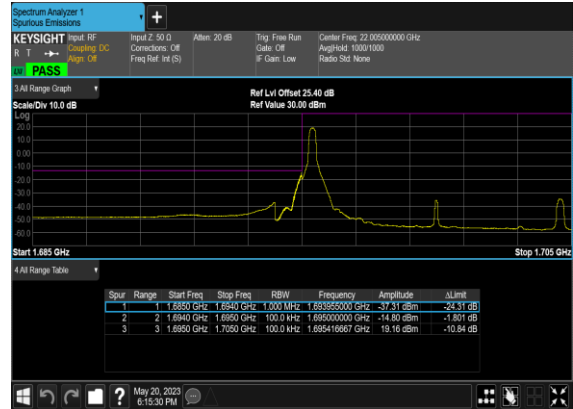 Spectrum Analyzer 1
Spurious Emissions
KEYSIGHT Input: RF Input Z: 50 Ω Atten: 20 dB Trig: Free Run Center Freq: 22.005000000 GHz
R T Coupling: DC Corrections: Off Gate: Off Avg|Hold: 1000/1000
Align: Off Freq Ref: Int (S) IF Gain: Low Radio Std: None
PASS
3 All Range Graph
Ref Lvl Offset 25.40 dB
Scale/Div 10.0 dB Ref Value 30.00 dBm
Log
20.0
10.0
0.00
-10.0
-20.0
-30.0
-40.0
-50.0
-60.0
Start 1.685 GHz Stop 1.705 GHz
4 All Range Table
Spur Range Start Freq Stop Freq RBW Frequency Amplitude ΔLimit
1 1 1.6850 GHz 1.6940 GHz 1.000 MHz 1.693955000 GHz -37.31 dBm -24.31 dB
2 2 1.6940 GHz 1.6950 GHz 100.0 kHz 1.695000000 GHz -14.80 dBm -1.801 dB
3 3 1.6950 GHz 1.7050 GHz 100.0 kHz 1.695416667 GHz 19.16 dBm -10.84 dB
May 20, 2023
6:15:30 PM